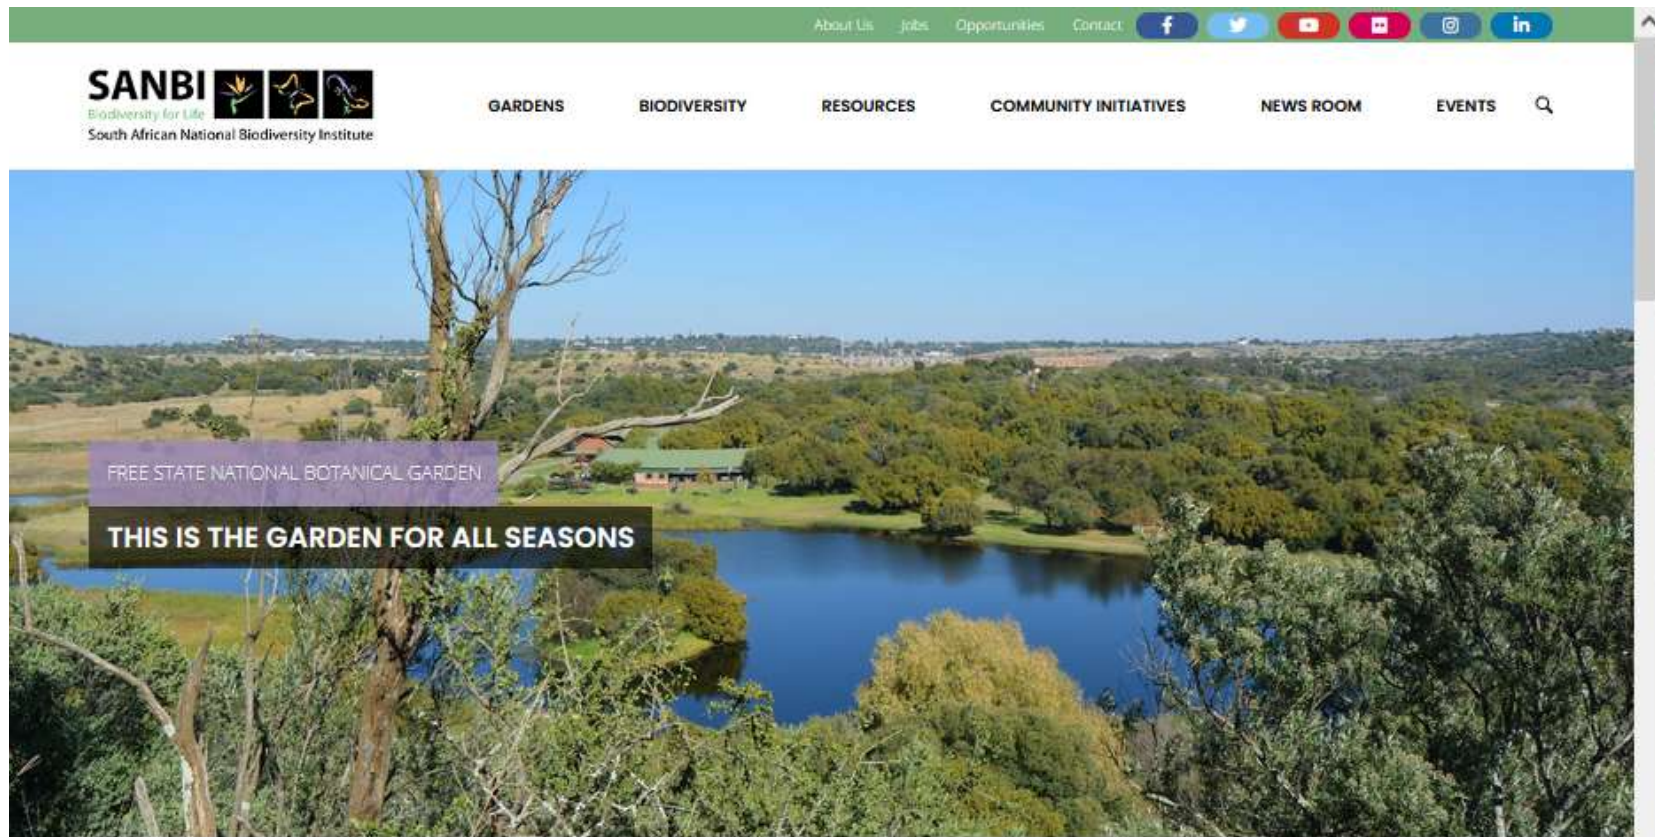 About Us Jobs Opportunities Contact
SANBI
Biodiversity for Life
South African National Biodiversity Institute
GARDENS BIODIVERSITY RESOURCES COMMUNITY INITIATIVES NEWS ROOM EVENTS
FREE STATE NATIONAL BOTANICAL GARDEN
THIS IS THE GARDEN FOR ALL SEASONS